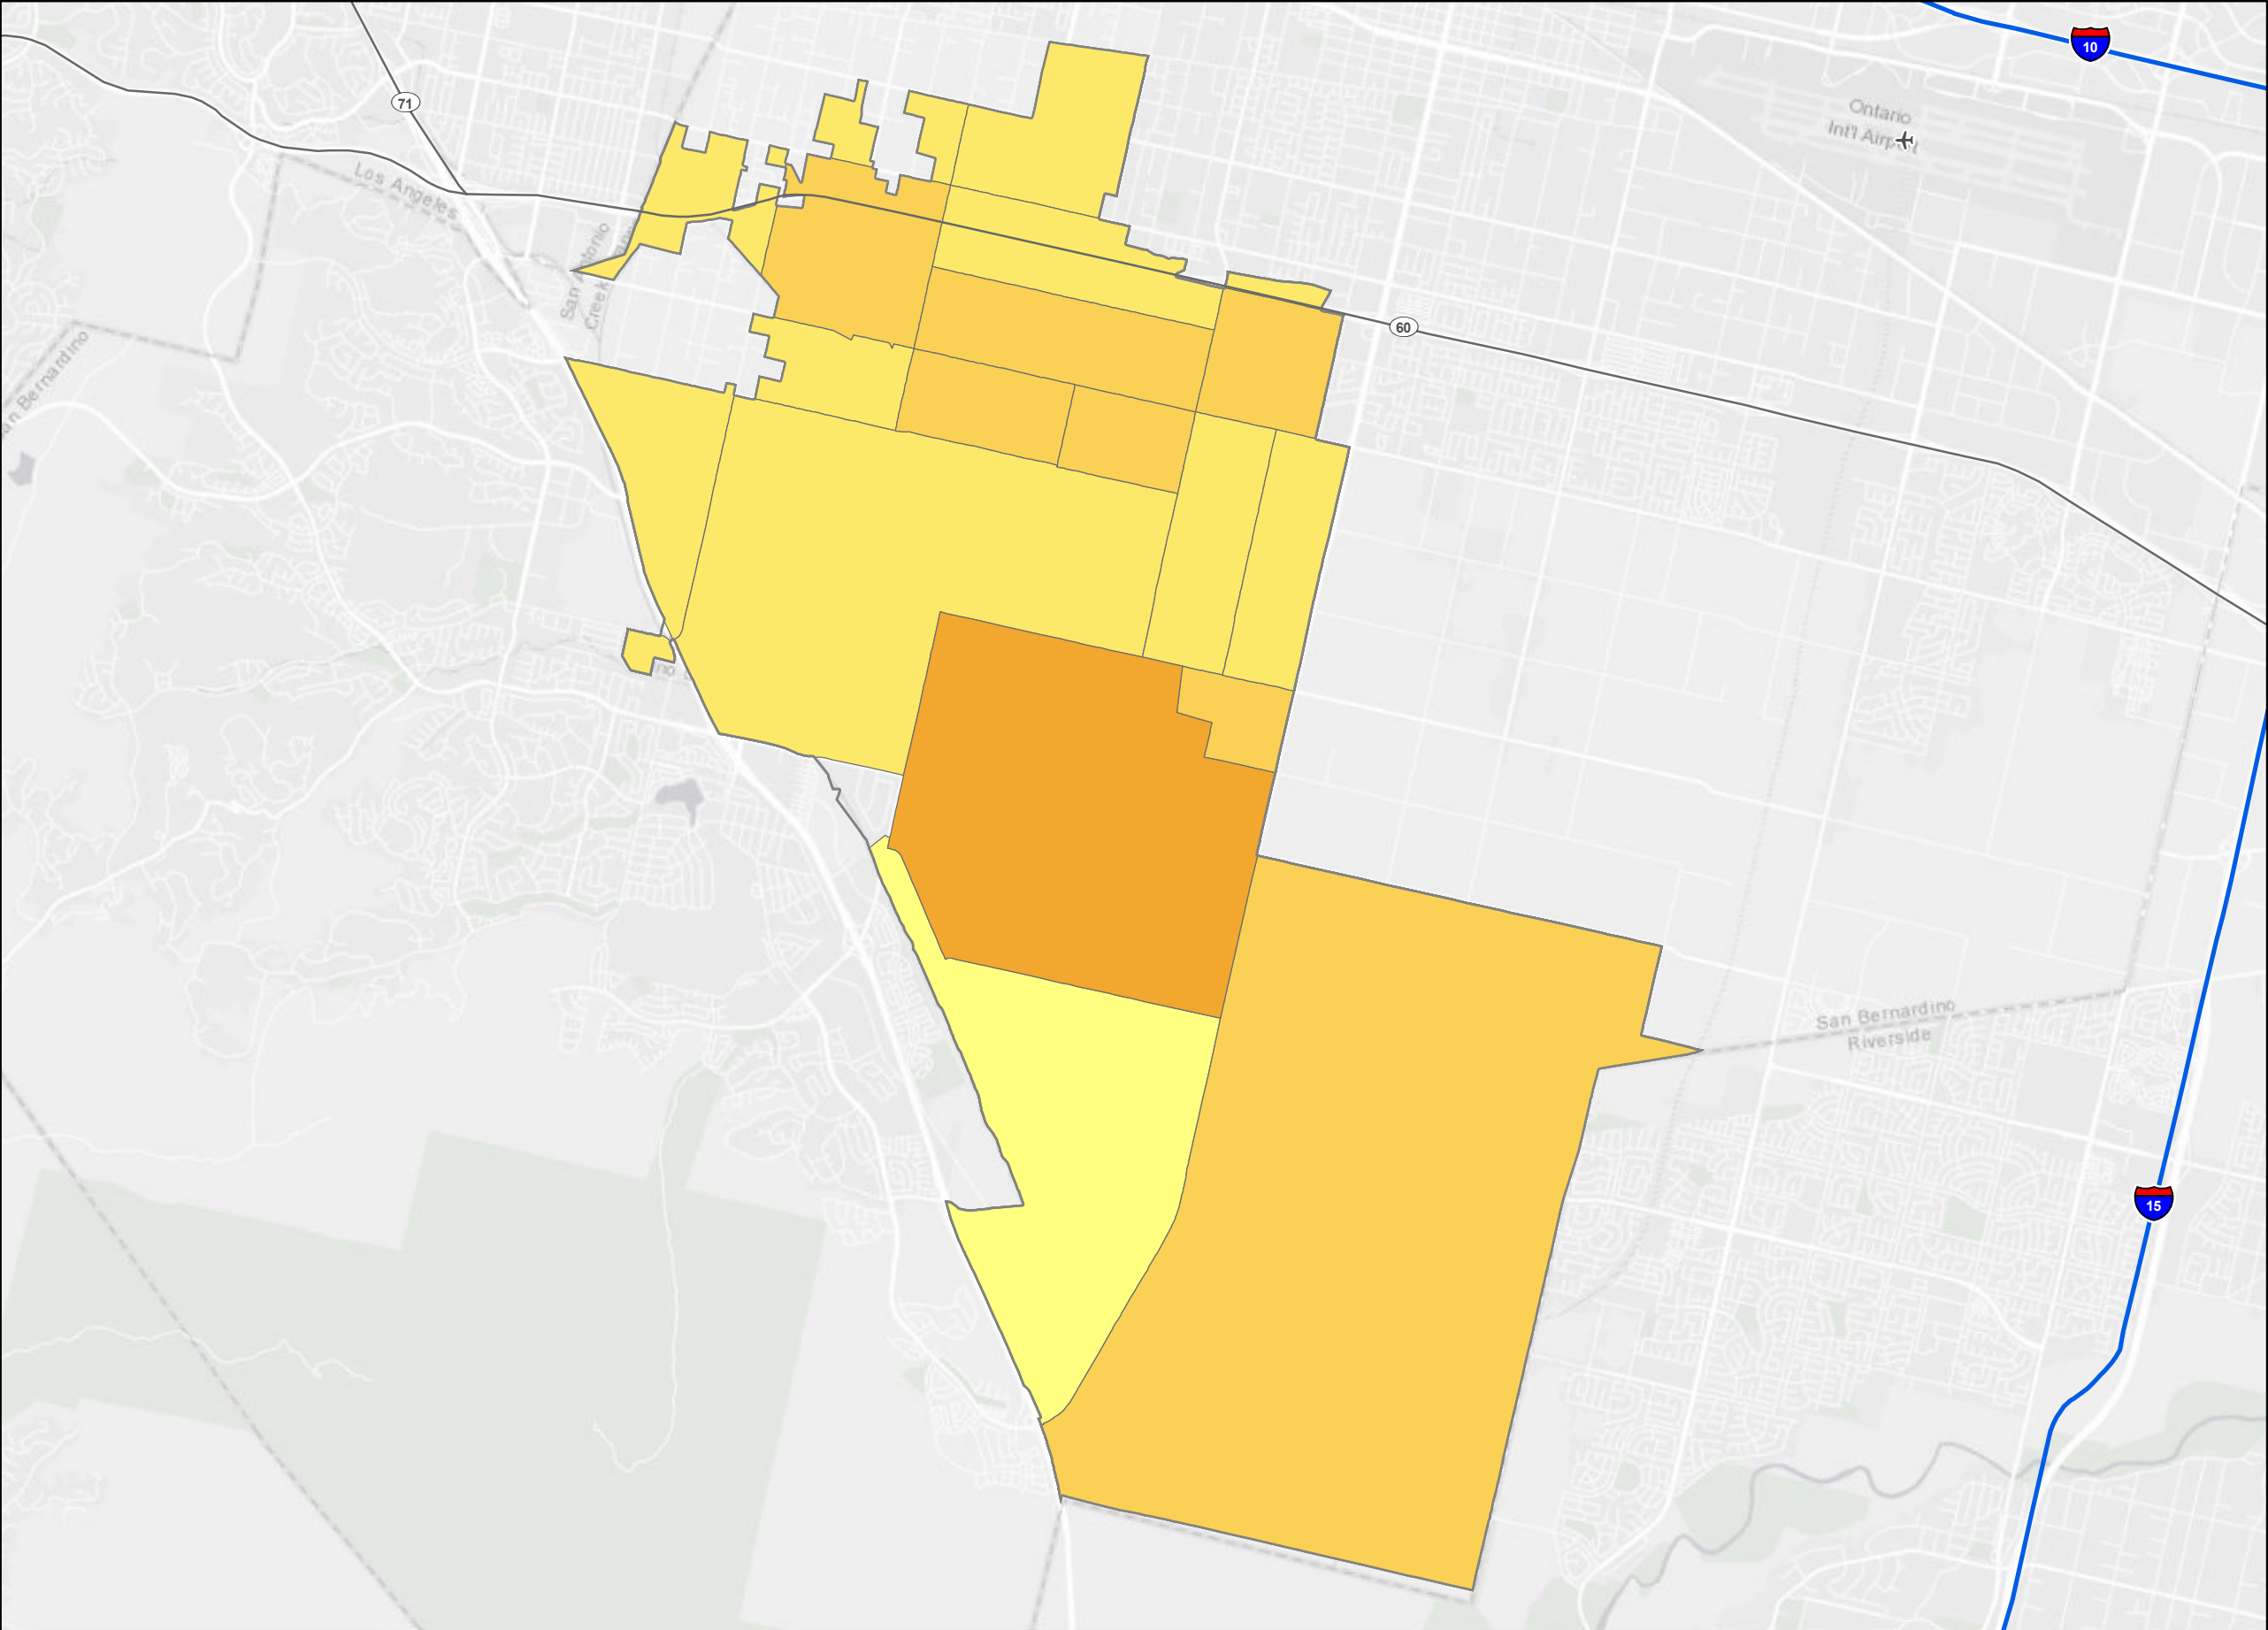 10
Ontario
Int'l Airport
71
Los Angeles
San Antonio
Creek
60
San Bernardino
San Bernardino
Riverside
15